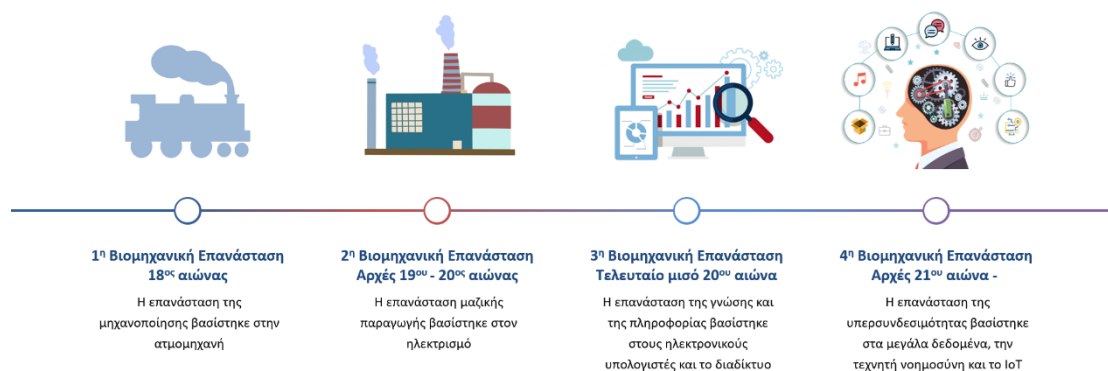 1η Βιομηχανική Επανάσταση
18ος αιώνας
Η επανάσταση της
μηχανοποίησης βασίστηκε στην
ατμομηχανή
2η Βιομηχανική Επανάσταση
Αρχές 19ου - 20ος αιώνας
Η επανάσταση μαζικής
παραγωγής βασίστηκε στον
ηλεκτρισμό
3η Βιομηχανική Επανάσταση
Τελευταίο μισό 20ου αιώνα
Η επανάσταση της γνώσης και
της πληροφορίας βασίστηκε
στους ηλεκτρονικούς
υπολογιστές και το διαδίκτυο
4η Βιομηχανική Επανάσταση
Αρχές 21ου αιώνα -
Η επανάσταση της
υπερσυνδεσιμότητας βασίστηκε
στα μεγάλα δεδομένα, την
τεχνητή νοημοσύνη και το IoT